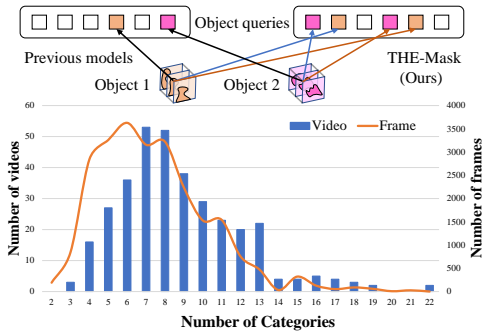 Object queries
Previous models
THE-Mask
(Ours)
Object 1
Object 2
Video
Frame
Number of videos
60
50
40
30
20
10
0
Number of frames
4000
3500
3000
2500
2000
1500
1000
500
0
2 3 4 5 6 7 8 9 10 11 12 13 14 15 16 17 18 19 20 21 22
Number of Categories